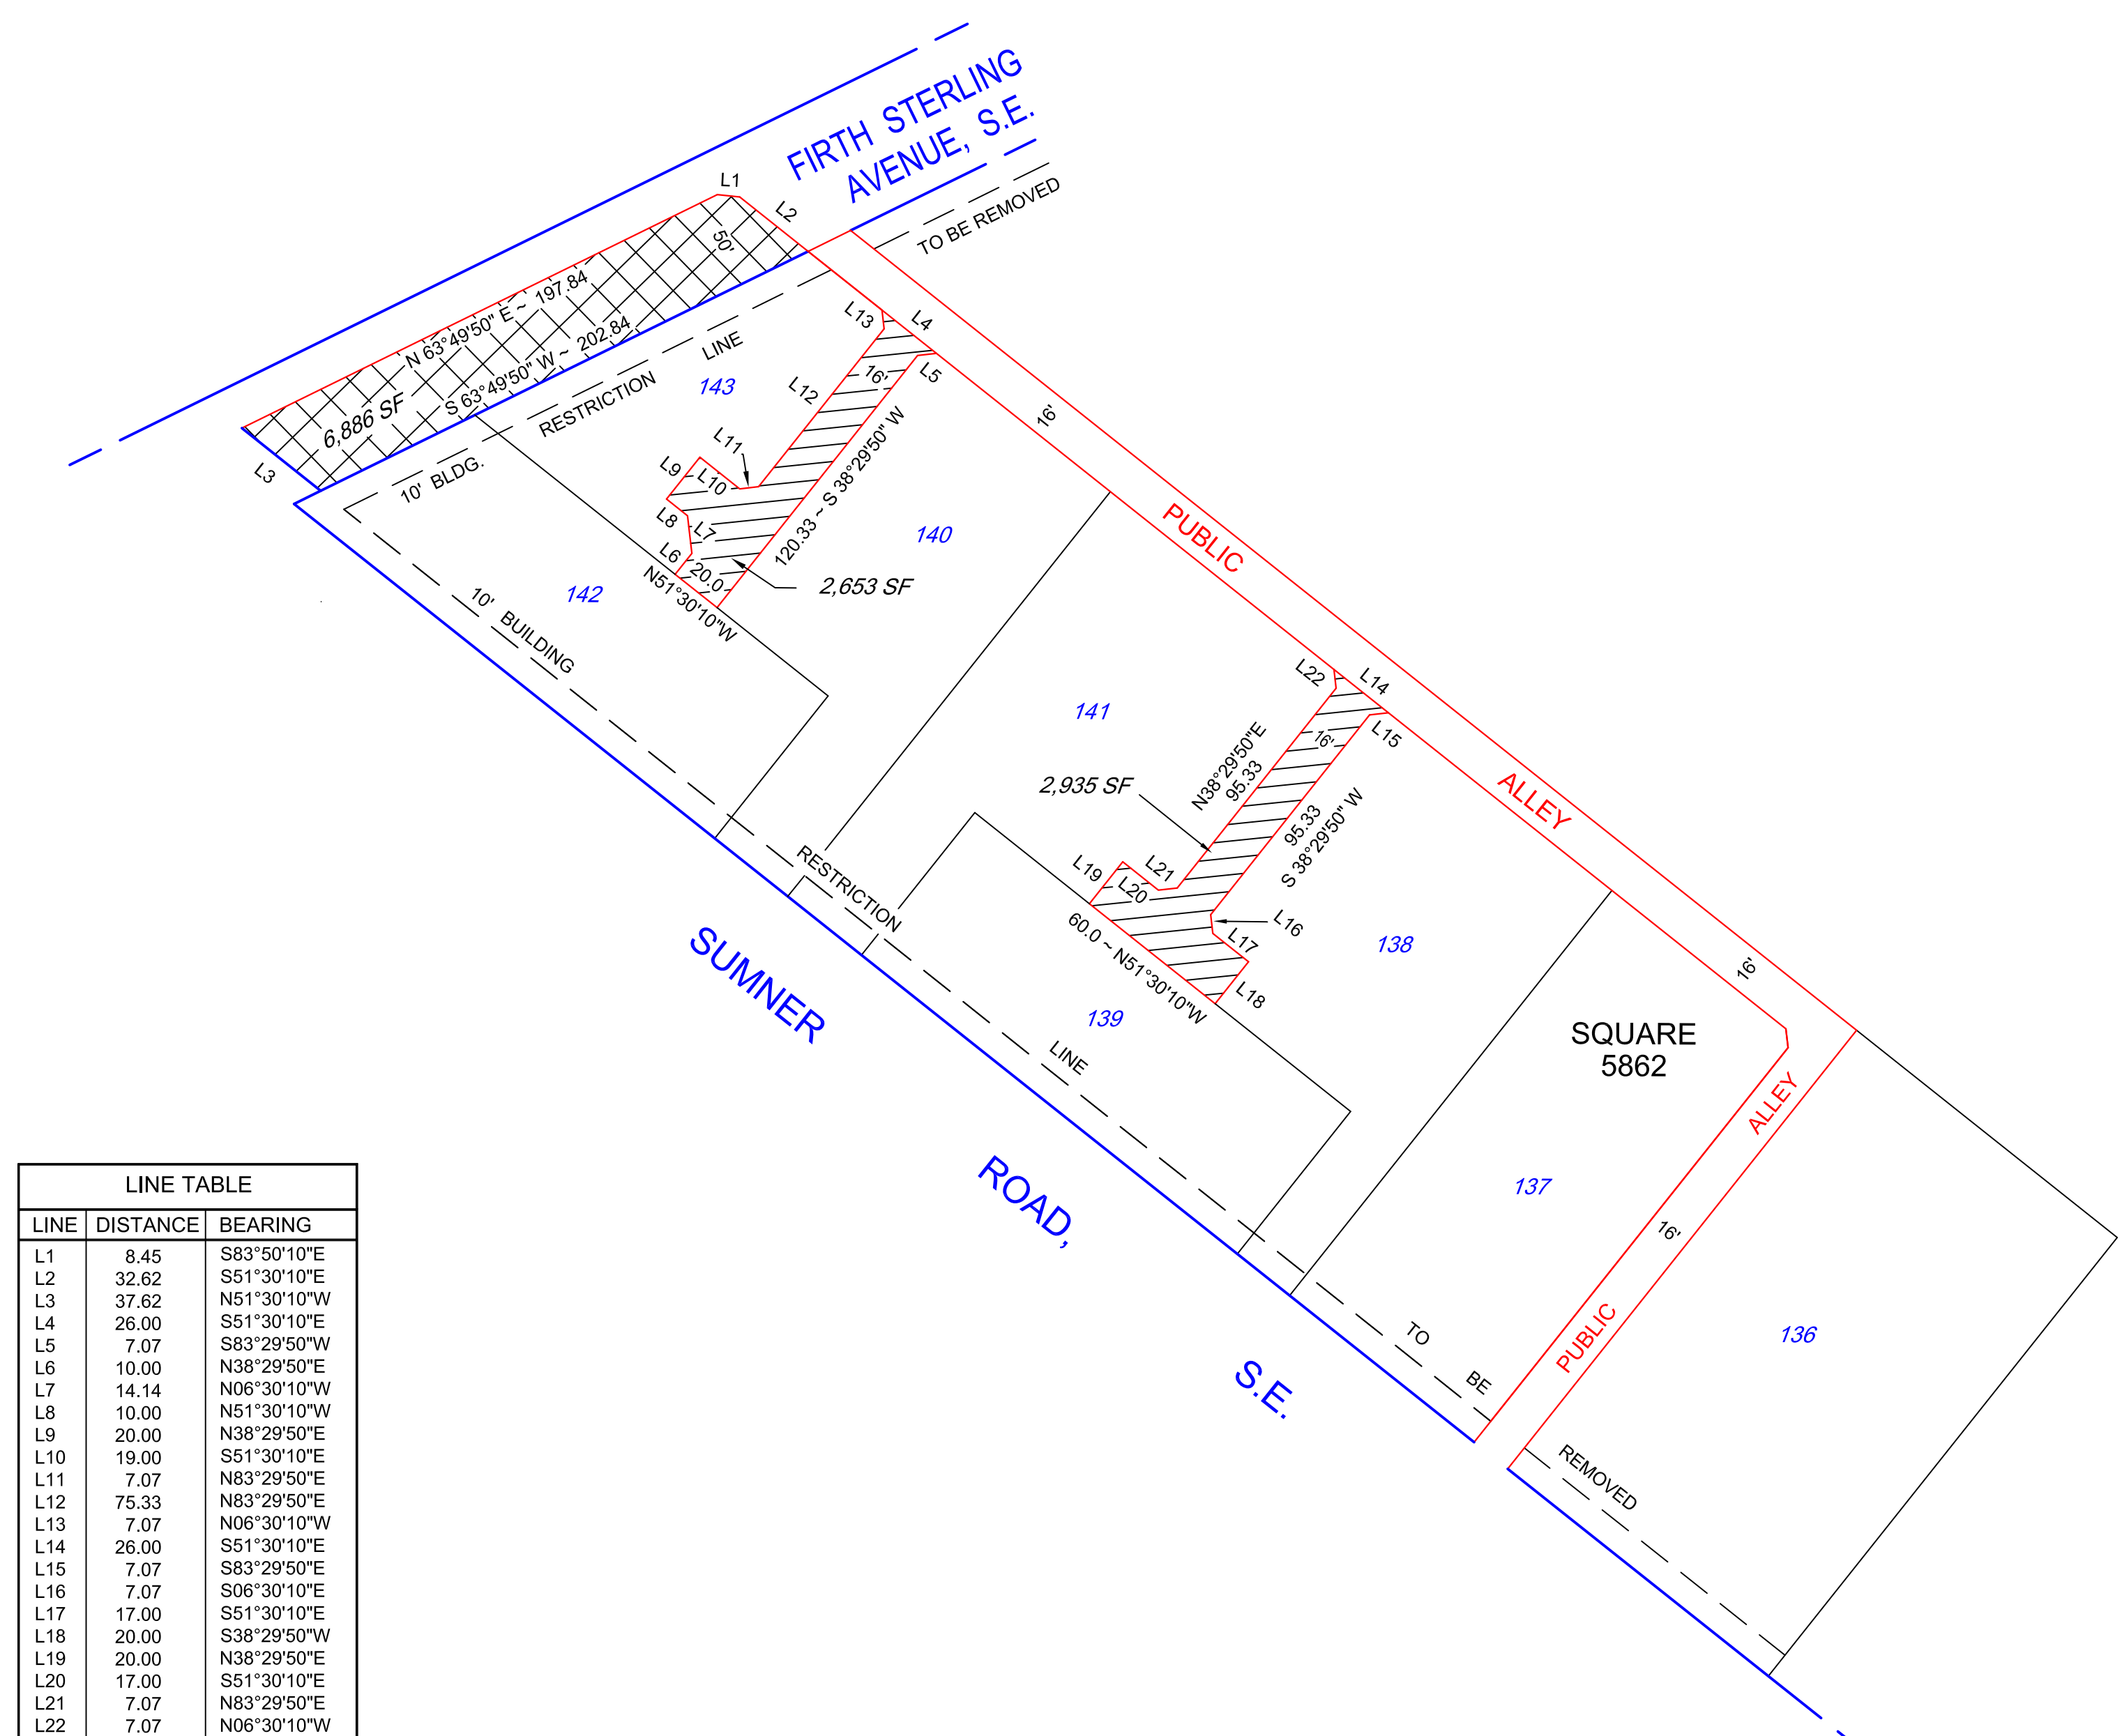 FIRTH STERLING
AVENUE, S.E.
TO BE REMOVED
L1
L2
50'
N 63°49'50" E ~ 197.84
S 63°49'50" W ~ 202.84
6,886 SF
L3
10' BLDG.
RESTRICTION
LINE
143
L13
L4
L5
16'
L12
L11
L9
L10
L8
L7
L6
20.0
N51°30'10"W
120.33 ~ S 38°29'50" W
2,653 SF
140
142
10' BUILDING
16'
PUBLIC
141
L22
L14
L15
16'
N38°29'50"E
95.33
2,935 SF
95.33
S 38°29'50" W
L19
L20
L21
L16
L17
L18
60.0 ~ N51°30'10"W
138
ALLEY
16'
RESTRICTION
139
LINE
SUMNER
ROAD,
S.E.
SQUARE
5862
137
ALLEY
16'
PUBLIC
136
TO
BE
REMOVED
LINE TABLE
LINE DISTANCE BEARING
L1 8.45 S83°50'10"E
L2 32.62 S51°30'10"E
L3 37.62 N51°30'10"W
L4 26.00 S51°30'10"E
L5 7.07 S83°29'50"W
L6 10.00 N38°29'50"E
L7 14.14 N06°30'10"W
L8 10.00 N51°30'10"W
L9 20.00 N38°29'50"E
L10 19.00 S51°30'10"E
L11 7.07 N83°29'50"E
L12 75.33 N83°29'50"E
L13 7.07 N06°30'10"W
L14 26.00 S51°30'10"E
L15 7.07 S83°29'50"E
L16 7.07 S06°30'10"E
L17 17.00 S51°30'10"E
L18 20.00 S38°29'50"W
L19 20.00 N38°29'50"E
L20 17.00 S51°30'10"E
L21 7.07 N83°29'50"E
L22 7.07 N06°30'10"W